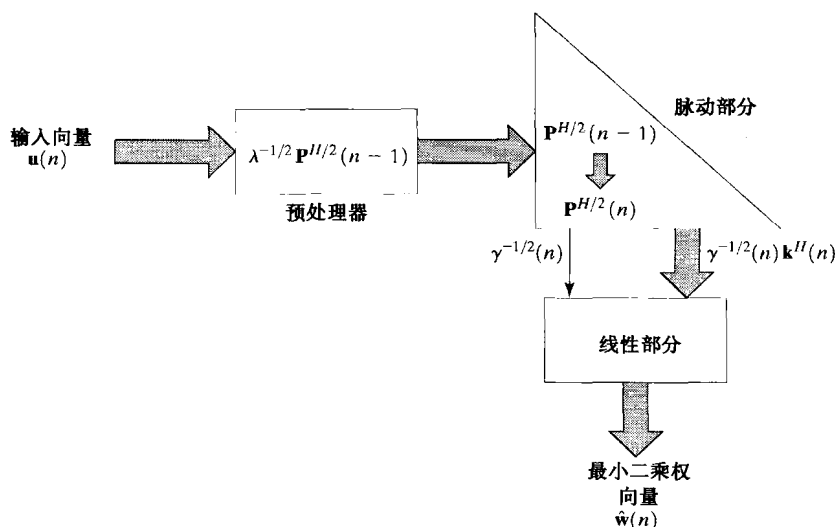 脉动部分
P^{H/2}(n − 1)
输入向量
u(n)
λ^{-1/2} P^{H/2}(n − 1)
预处理器
P^{H/2}(n)
γ^{-1/2}(n)
γ^{-1/2}(n) k^H(n)
线性部分
最小二乘权
向量
ŵ(n)